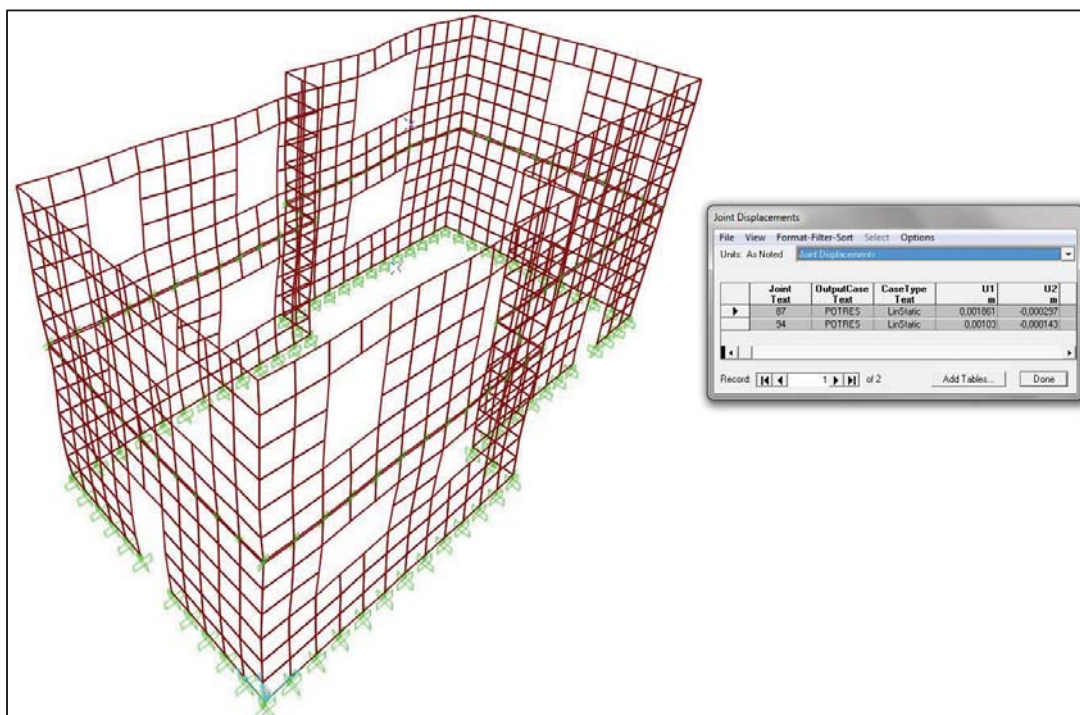 Joint Displacements
File View Format-Filter-Sort Select Options
Units: As Noted Joint Displacements
Joint OutputCase CaseType U1 U2
Text Text Text m m
87 POTRES LinStatic 0,001861 -0,000297
94 POTRES LinStatic 0,00103 -0,000143
Record: 1 of 2 Add Tables... Done